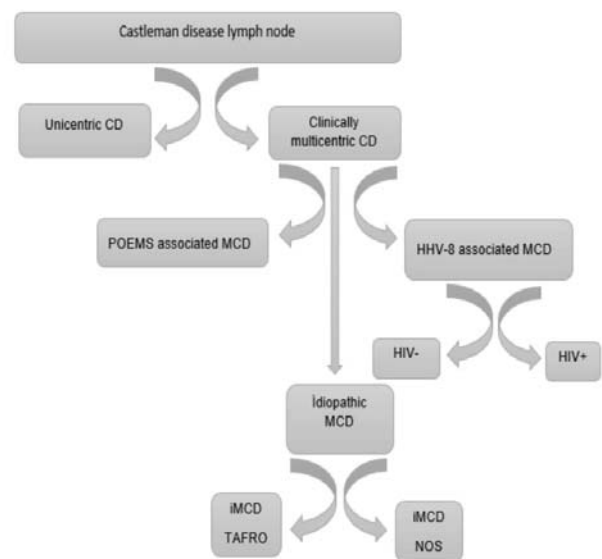 Castleman disease lymph node
Unicentric CD
Clinically
multicentric CD
POEMS associated MCD
HHV-8 associated MCD
HIV-
HIV+
İdiopathic
MCD
iMCD
TAFRO
iMCD
NOS